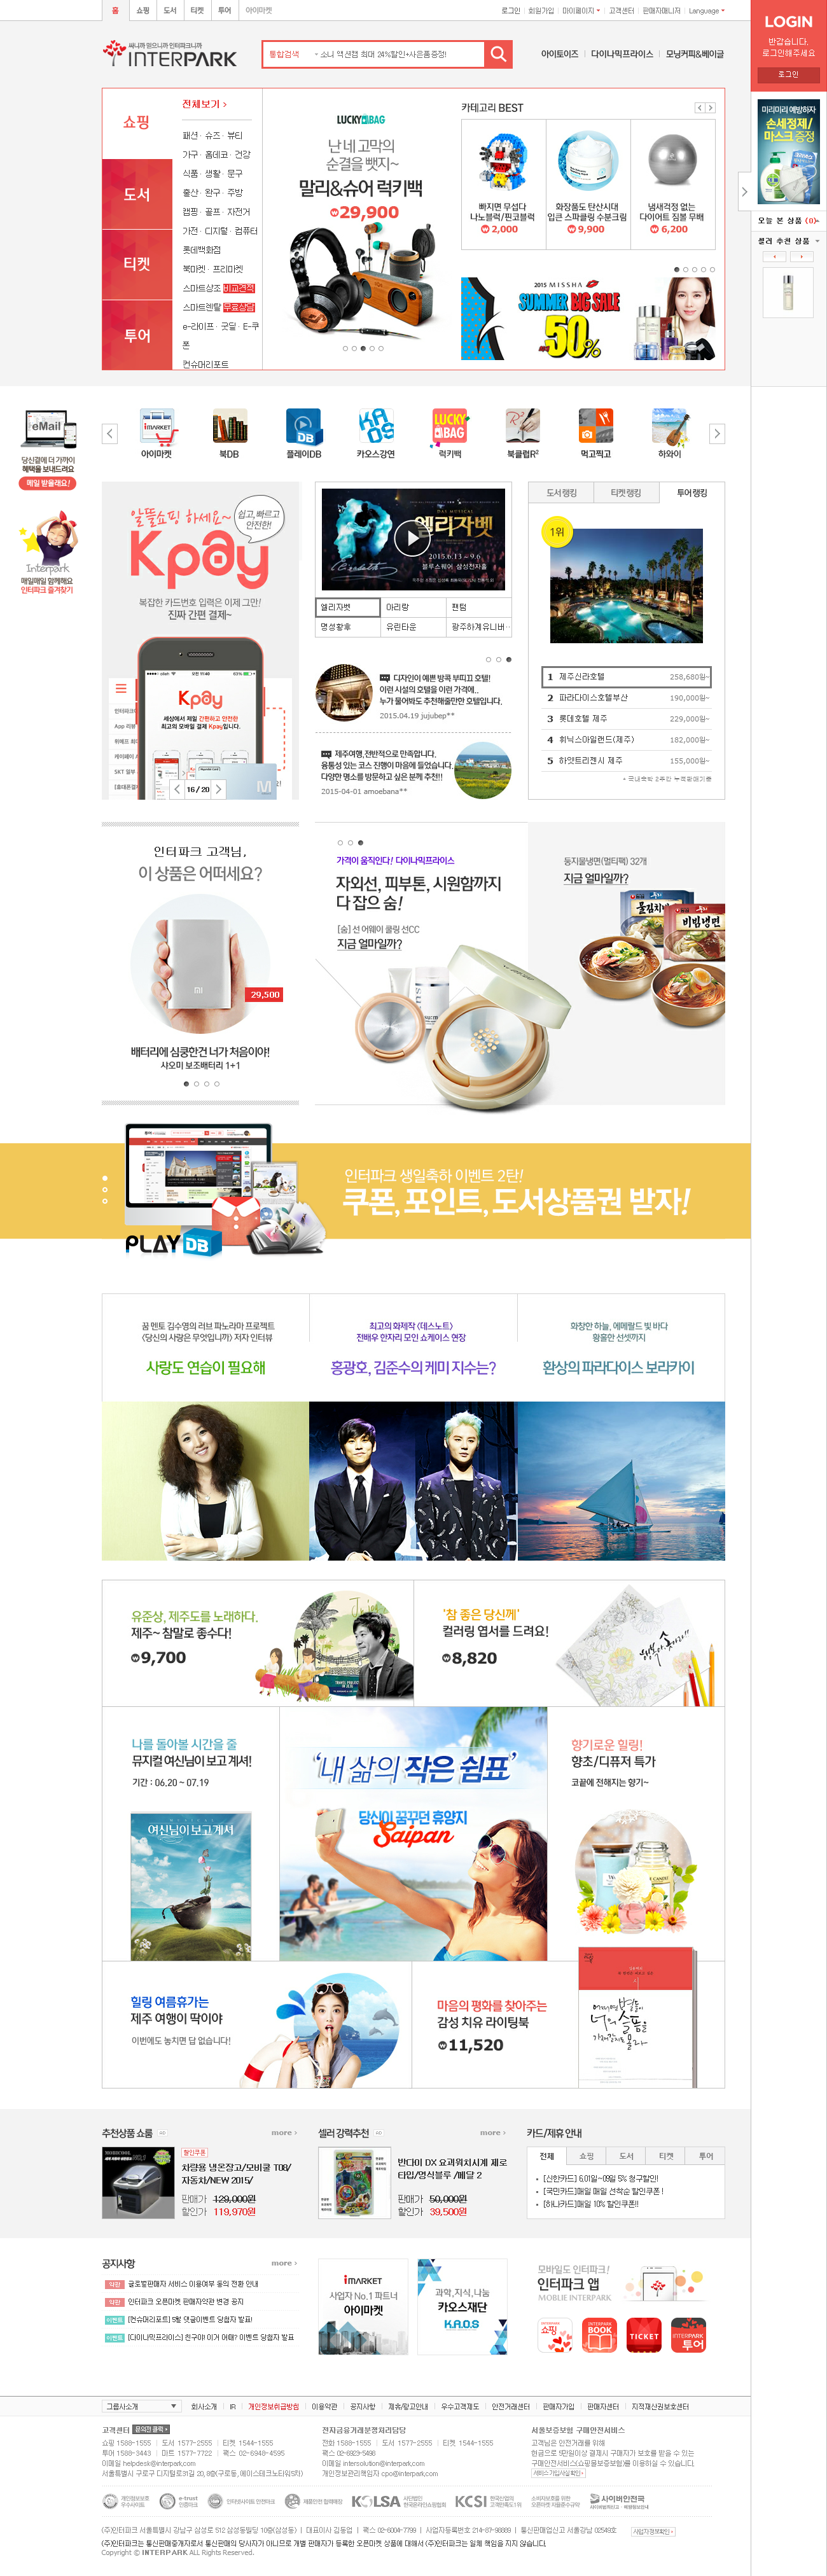 홈 쇼핑 도서 티켓 투어 아이마켓
로그인 회원가입 마이페이지 고객센터 판매자매니저 Language
싸니까 믿으니까 인터파크니까
INTERPARK
통합검색 - 소니 액션캠 최대 24%할인+사은품증정!
아이토이즈 다이나믹프라이스 모닝커피&베이글
LOGIN
반갑습니다.
로그인해주세요
로그인
미리미리 예방하자
손세정제/
마스크 증정
오늘 본 상품 (0)
쇼핑
도서
티켓
투어
전체보기
패션 · 슈즈 · 뷰티
가구 · 홈데코 · 건강
식품 · 생활 · 문구
출산 · 완구 · 주방
캠핑 · 골프 · 자전거
가전 · 디지털 · 컴퓨터
롯데백화점
북마켓 · 프리마켓
스마트상조 비교견적
스마트렌탈 무료상담
e-라이프 · 굿딜 · E-쿠
폰
컨슈머리포트
LUCKY BAG
난 네 고막의
순결을 뺏지~
말리&슈어 럭키백
₩29,900
카테고리 BEST
빠지면 무섭다
나노블럭/핀코블럭
₩2,000
화장품도 탄산시대
입큰 스파클링 수분크림
₩9,900
냄새걱정 없는
다이어트 짐볼 무배
₩6,200
2015 MISSHA
SUMMER BIG SALE
50%
eMail
당신곁에 더 가까이
혜택을 보내드려요
메일 받을래요!
Interpark
매일매일 함께해요
인터파크 즐겨찾기
아이마켓 북DB 플레이DB 카오스강연 럭키백 북클럽R² 먹고찍고 하와이
알뜰쇼핑 하세요~
쉽고, 빠르고
안전한!
Kpay
복잡한 카드번호 입력은 이제 그만!
진짜 간편 결제~
Kpay
세상에서 제일 간편하고 안전한
최고의 모바일 결제 Kpay입니다.
16 / 20
엘리자벳
2015.6.13 ~ 9.6
블루스퀘어 삼성전자홀
엘리자벳 아리랑 팬텀
명성황후 유린타운 광주하계유니버··
디자인이 예쁜 방콕 부띠끄 호텔!
이런 시설의 호텔을 이런 가격에..
누가 물어봐도 추천해줄만한 호텔입니다.
2015.04.19 jujubep**
제주여행,전반적으로 만족합니다.
융통성 있는 코스 진행이 마음에 들었습니다.
다양한 명소를 방문하고 싶은 분께 추천!!
2015-04-01 amoebana**
도서랭킹 티켓랭킹 투어랭킹
1위
1 제주신라호텔 258,680원~
2 파라다이스호텔부산 190,000원~
3 롯데호텔 제주 229,000원~
4 휘닉스아일랜드(제주) 182,000원~
5 하얏트리젠시 제주 155,000원~
인터파크 고객님,
이 상품은 어떠세요?
29,500
배터리에 심쿵한건 너가 처음이야!
샤오미 보조배터리 1+1
가격이 움직인다! 다이나믹프라이스
자외선, 피부톤, 시원함까지
다 잡으 숨!
[숨] 선 어웨이 쿨링 선CC
지금 얼마일까?
둥지물냉면(멀티팩) 32개
지금 얼마일까?
PLAY DB
인터파크 생일축하 이벤트 2탄!
쿠폰, 포인트, 도서상품권 받자!
꿈 멘토 김수영의 러브 파노라마 프로젝트
<당신의 사랑은 무엇입니까> 저자 인터뷰
사랑도 연습이 필요해
최고의 화제작 <데스노트>
전배우 한자리 모인 쇼케이스 현장
홍광호, 김준수의 케미 지수는?
화창한 하늘, 에메랄드 빛 바다
황홀한 선셋까지
환상의 파라다이스 보라카이
유준상, 제주도를 노래하다.
제주~ 참말로 좋수다!
₩9,700
'참 좋은 당신께'
컬러링 엽서를 드려요!
₩8,820
나를 돌아볼 시간을 줄
뮤지컬 여신님이 보고 계셔!
기간 : 06.20 ~ 07.19
여신님이 보고 계셔
'내 삶의 작은 쉼표'
당신이 꿈꾸던 휴양지
Saipan
향기로운 힐링!
향초/디퓨저 특가
코끝에 전해지는 향기~
힐링 여름휴가는
제주 여행이 딱이야
이번에도 놓치면 답 없습니다!
마음의 평화를 찾아주는
감성 치유 라이팅북
₩11,520
추천상품 쇼룸 AD more
할인쿠폰
차량용 냉온장고/모비쿨 T08/
자동차/NEW 2015/
판매가 129,000원
할인가 119,970원
셀러 강력추천 AD more
반다이 DX 요괴워치시계 제로
타입/영식블루 /메달 2
판매가 50,000원
할인가 39,500원
카드/제휴 안내
전체 쇼핑 도서 티켓 투어
[신한카드] 6.01일~09일 5% 청구할인!
[국민카드]매일 매일 선착순 할인쿠폰 !
[하나카드]매일 10% 할인쿠폰!!
공지사항 more
약관 글로벌판매자 서비스 이용여부 동의 전환 안내
약관 인터파크 오픈마켓 판매자약관 변경 공지
이벤트 [컨슈머리포트] 5월 댓글이벤트 당첨자 발표!
이벤트 [다이나믹프라이스] 친구야! 이거 어때? 이벤트 당첨자 발표
iMARKET
사업자 No.1 파트너
아이마켓
과학,지식,나눔
카오스재단
K.A.O.S
모바일도 인터파크!
인터파크 앱
MOBLIE INTERPARK
쇼핑
INTERPARK BOOK
TICKET
INTERPARK 투어
그룹사소개 회사소개 IR 개인정보취급방침 이용약관 공지사항 제휴/광고안내 우수고객제도 안전거래센터 판매자가입 판매자센터 지적재산권보호센터
고객센터 문의전 클릭
쇼핑 1588-1555 도서 1577-2555 티켓 1544-1555
투어 1588-3443 마트 1577-7722 팩스 02-6948-4595
이메일 helpdesk@interpark.com
서울특별시 구로구 디지털로31길 20, 8층(구로동, 에이스테크노타워5차)
전자금융거래분쟁처리담당
전화 1588-1555 도서 1577-2555 티켓 1544-1555
팩스 02-6923-5496
이메일 intersolution@interpark.com
개인정보관리책임자 cpo@interpark.com
서울보증보험 구매안전서비스
고객님은 안전거래를 위해
현금으로 5만원이상 결제시 구매자가 보호를 받을 수 있는
구매안전서비스(쇼핑몰보증보험)를 이용하실 수 있습니다.
서비스 가입사실 확인
KOLSA
KCSI
사이버안전국
(주)인터파크 서울특별시 강남구 삼성로 512 삼성동빌딩 10층(삼성동) | 대표이사 김동업 | 팩스 02-6004-7799 | 사업자등록번호 214-87-98889 | 통신판매업신고 서울강남 02549호
사업자 정보확인
(주)인터파크는 통신판매중개자로서 통신판매의 당사자가 아니므로 개별 판매자가 등록한 오픈마켓 상품에 대해서 (주)인터파크는 일체 책임을 지지 않습니다.
Copyright © INTERPARK ALL Rights Reserved.